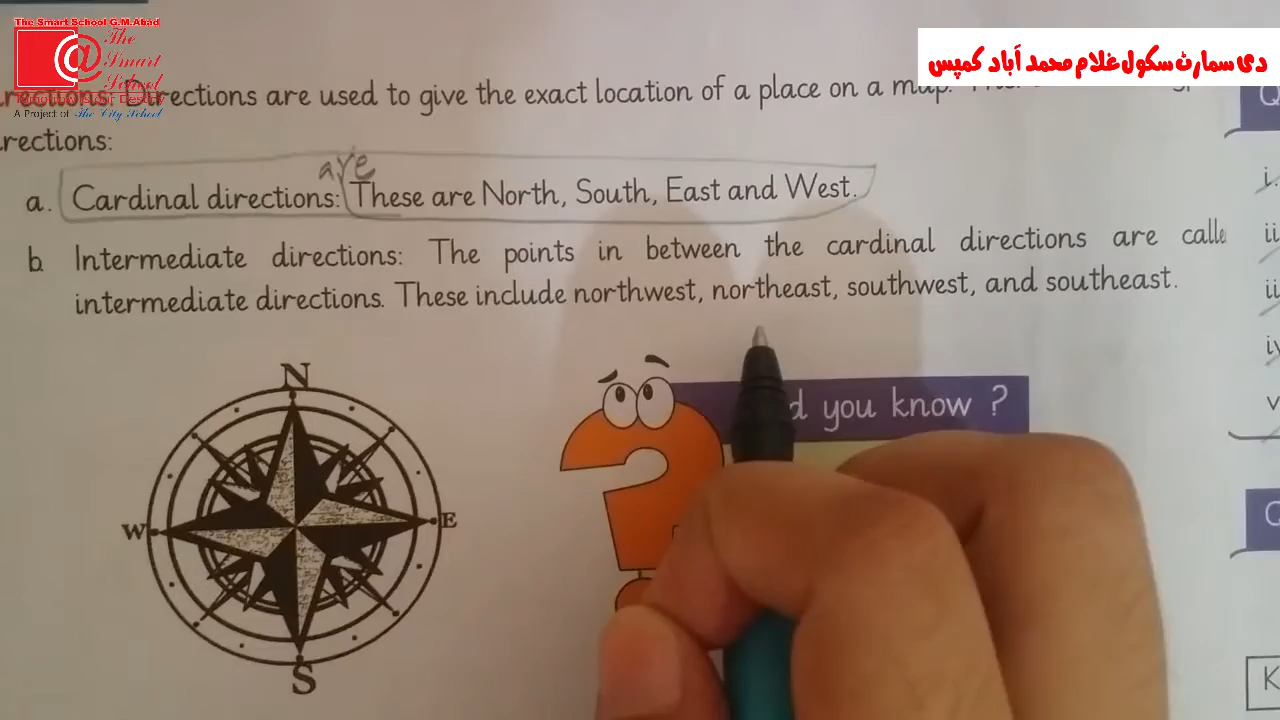 The Smart School G.M.Abad
The
Smart
School
A Project of The City School
دی سمارٹ سکول غلام محمد آباد کمپس
Directions are used to give the exact location of a place on a map.
rections:
are
a. Cardinal directions: These are North, South, East and West.
b. Intermediate directions: The points in between the cardinal directions are calle
intermediate directions. These include northwest, northeast, southwest, and southeast.
N
W
E
S
d you know ?
i.
ii
ii
iv
v
Q
K